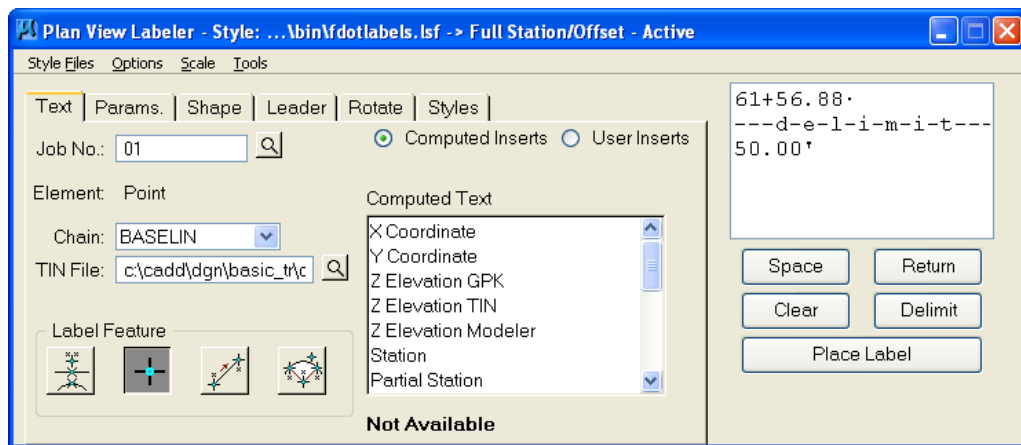 Plan View Labeler - Style: ...\bin\fdotlabels.lsf -> Full Station/Offset - Active
Style Files Options Scale Tools
Text Params. Shape Leader Rotate Styles
Job No.: 01
Computed Inserts User Inserts
Element: Point
Chain: BASELIN
TIN File: c:\cadd\dgn\basic_tr\c
Label Feature
Computed Text
X Coordinate
Y Coordinate
Z Elevation GPK
Z Elevation TIN
Z Elevation Modeler
Station
Partial Station
Not Available
61+56.88·
---d-e-l-i-m-i-t---
50.00'
Space Return
Clear Delimit
Place Label